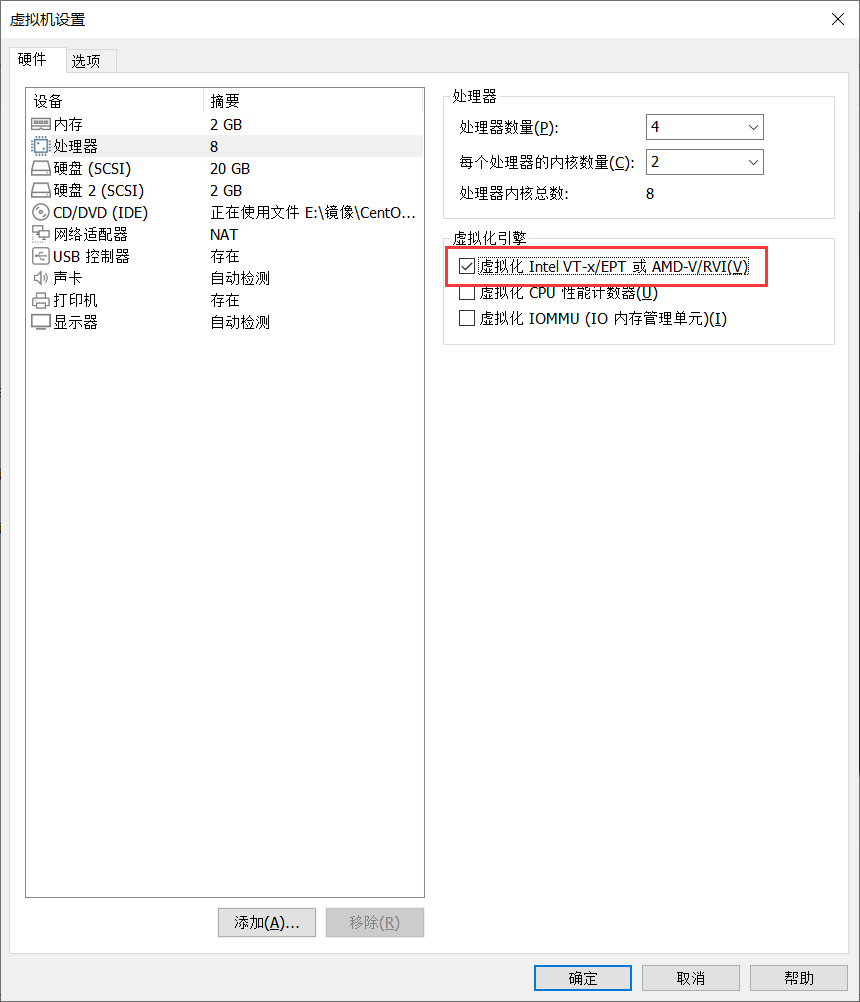 虚拟机设置
硬件 选项
设备 摘要
内存 2 GB
处理器 8
硬盘 (SCSI) 20 GB
硬盘 2 (SCSI) 2 GB
CD/DVD (IDE) 正在使用文件 E:\镜像\CentO...
网络适配器 NAT
USB 控制器 存在
声卡 自动检测
打印机 存在
显示器 自动检测
添加(A)... 移除(R)
处理器
处理器数量(P): 4
每个处理器的内核数量(C): 2
处理器内核总数: 8
虚拟化引擎
虚拟化 Intel VT-x/EPT 或 AMD-V/RVI(V)
虚拟化 CPU 性能计数器(U)
虚拟化 IOMMU (IO 内存管理单元)(I)
确定 取消 帮助